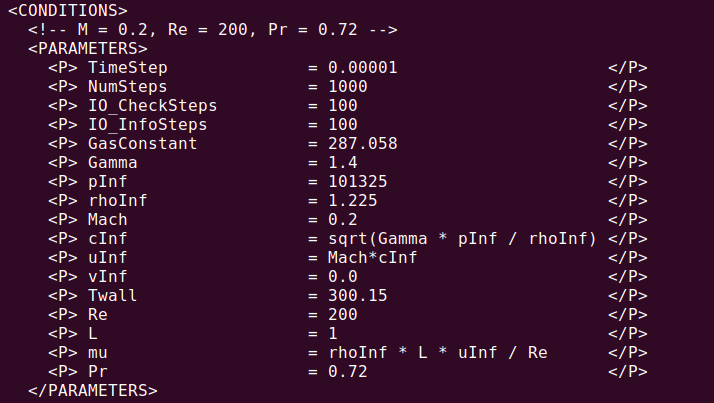 <CONDITIONS>
<!-- M = 0.2, Re = 200, Pr = 0.72 -->
<PARAMETERS>
<P> TimeStep = 0.00001 </P>
<P> NumSteps = 1000 </P>
<P> IO_CheckSteps = 100 </P>
<P> IO_InfoSteps = 100 </P>
<P> GasConstant = 287.058 </P>
<P> Gamma = 1.4 </P>
<P> pInf = 101325 </P>
<P> rhoInf = 1.225 </P>
<P> Mach = 0.2 </P>
<P> cInf = sqrt(Gamma * pInf / rhoInf) </P>
<P> uInf = Mach*cInf </P>
<P> vInf = 0.0 </P>
<P> Twall = 300.15 </P>
<P> Re = 200 </P>
<P> L = 1 </P>
<P> mu = rhoInf * L * uInf / Re </P>
<P> Pr = 0.72 </P>
</PARAMETERS>